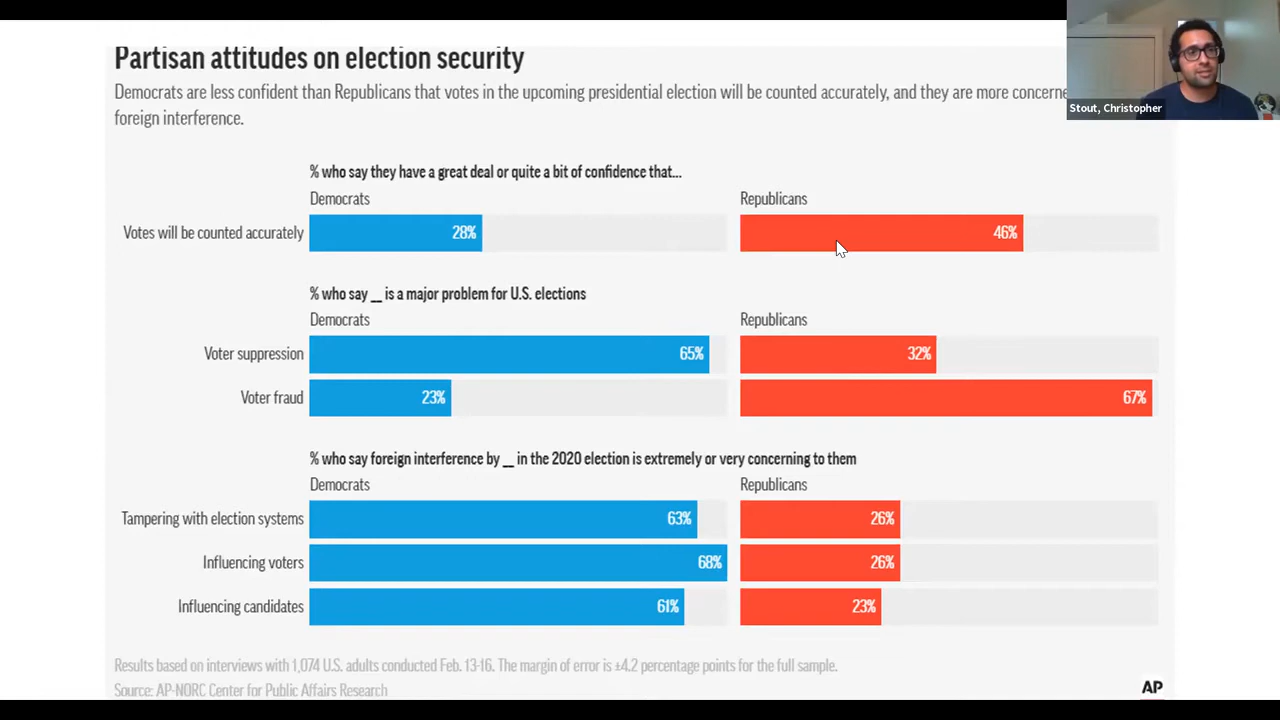 Partisan attitudes on election security
Democrats are less confident than Republicans that votes in the upcoming presidential election will be counted accurately, and they are more concerne
foreign interference.
Stout, Christopher
% who say they have a great deal or quite a bit of confidence that...
Democrats
Republicans
Votes will be counted accurately
28%
46%
% who say __ is a major problem for U.S. elections
Democrats
Republicans
Voter suppression
65%
32%
Voter fraud
23%
67%
% who say foreign interference by __ in the 2020 election is extremely or very concerning to them
Democrats
Republicans
Tampering with election systems
63%
26%
Influencing voters
68%
26%
Influencing candidates
61%
23%
Results based on interviews with 1,074 U.S. adults conducted Feb. 13-16. The margin of error is ±4.2 percentage points for the full sample.
Source: AP-NORC Center for Public Affairs Research
AP